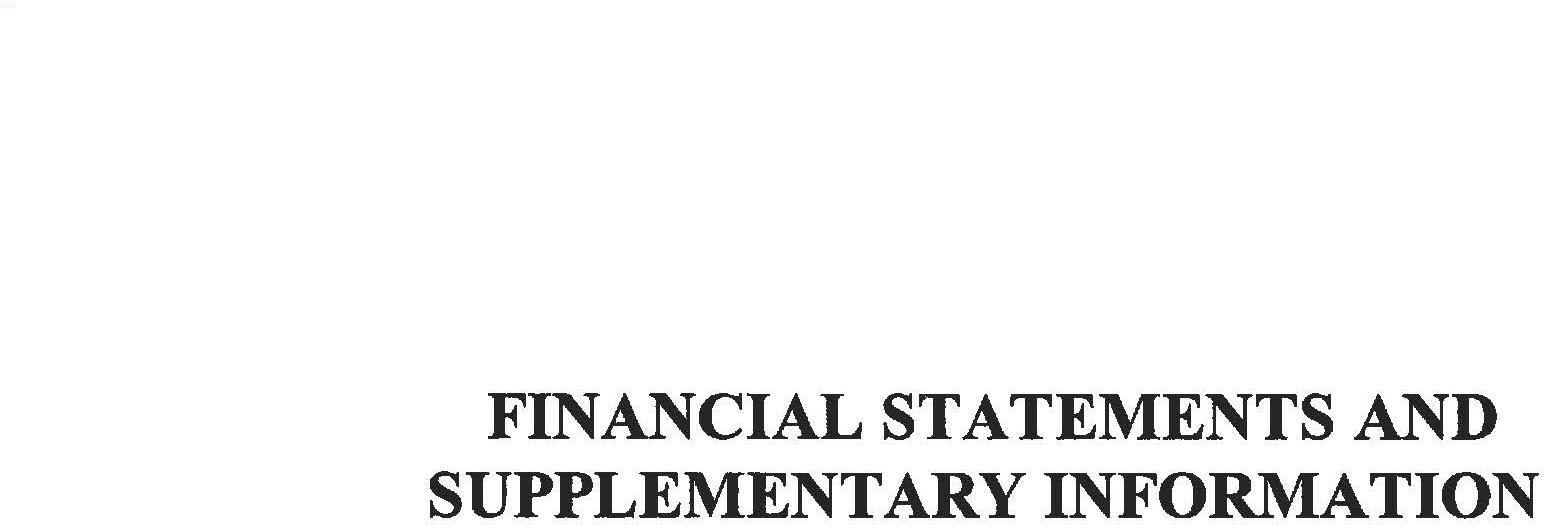 FINANCIAL STATEMENTS AND
SUPPLEMENTARY INFORMATION